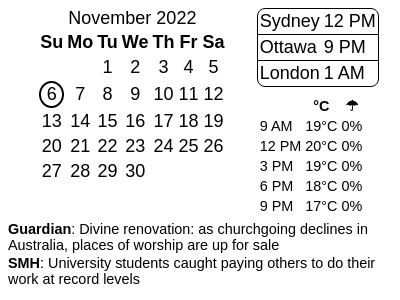 November 2022
Su Mo Tu We Th Fr Sa
1 2 3 4 5
6 7 8 9 10 11 12
13 14 15 16 17 18 19
20 21 22 23 24 25 26
27 28 29 30
Sydney 12 PM
Ottawa 9 PM
London 1 AM
°C ☂
9 AM 19°C 0%
12 PM 20°C 0%
3 PM 19°C 0%
6 PM 18°C 0%
9 PM 17°C 0%
Guardian: Divine renovation: as churchgoing declines in
Australia, places of worship are up for sale
SMH: University students caught paying others to do their
work at record levels